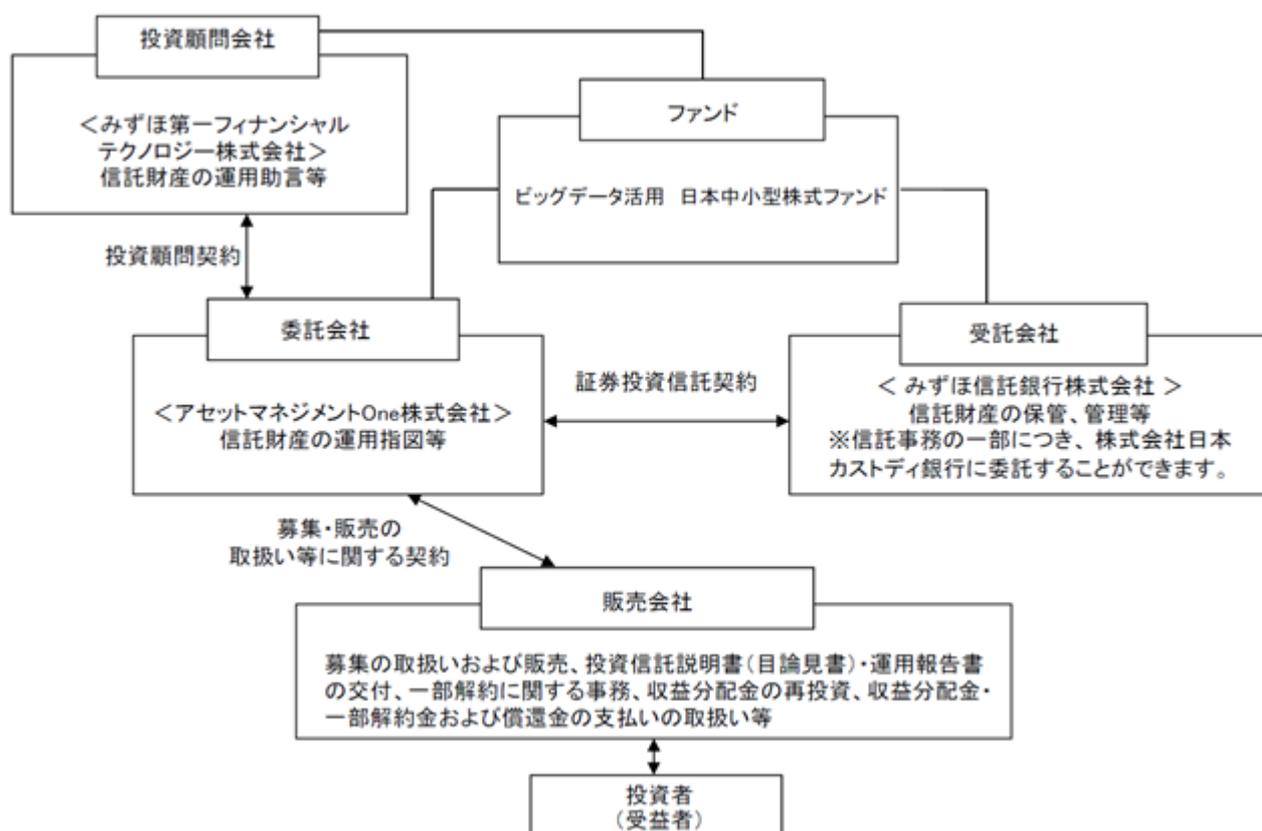 投資顧問会社
＜みずほ第一フィナンシャル
テクノロジー株式会社＞
信託財産の運用助言等
ファンド
ビッグデータ活用　日本中小型株式ファンド
投資顧問契約
委託会社
＜アセットマネジメントOne株式会社＞
信託財産の運用指図等
証券投資信託契約
受託会社
＜ みずほ信託銀行株式会社 ＞
信託財産の保管、管理等
※信託事務の一部につき、株式会社日本
カストディ銀行に委託することができます。
募集・販売の
取扱い等に関する契約
販売会社
募集の取扱いおよび販売、投資信託説明書（目論見書）・運用報告書
の交付、一部解約に関する事務、収益分配金の再投資、収益分配金・
一部解約金および償還金の支払いの取扱い等
投資者
（受益者）